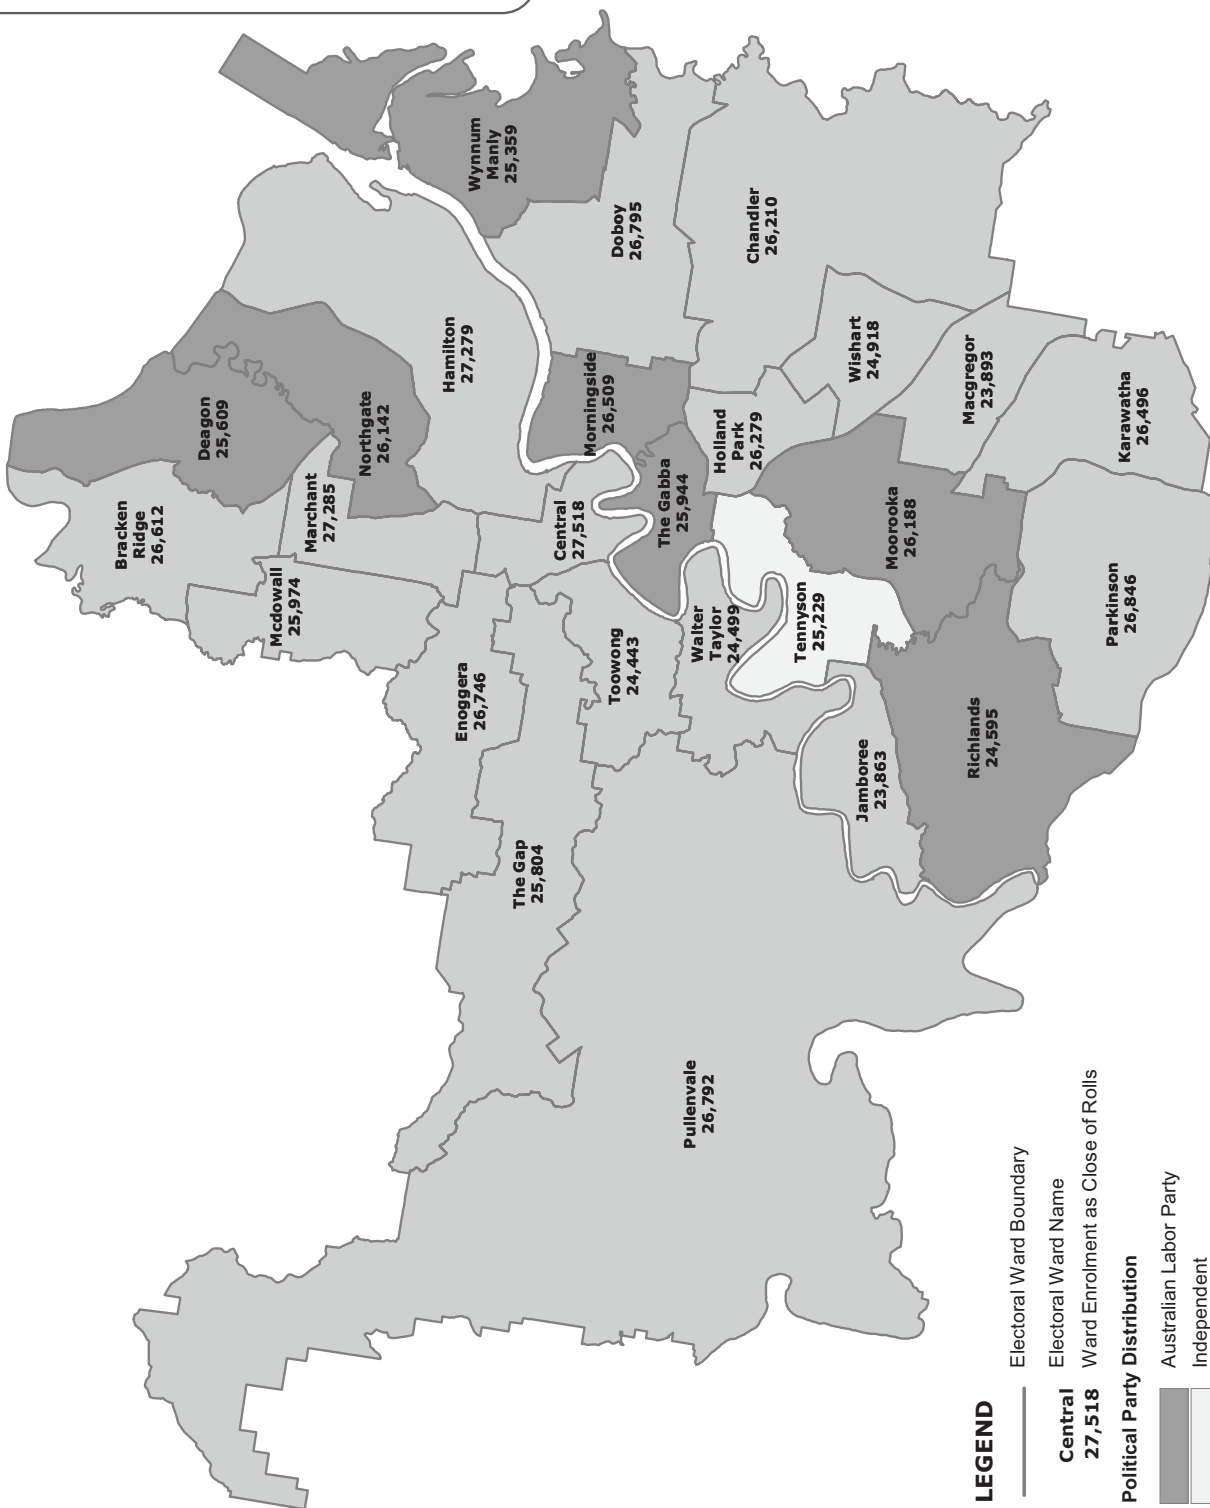 Wynnum
Manly
25,359
Doboy
26,795
Chandler
26,210
Deagon
25,609
Northgate
26,142
Hamilton
27,279
Morningside
26,509
Holland
Park
26,279
Wishart
24,918
Macgregor
23,893
Karawatha
26,496
Bracken
Ridge
26,612
Marchant
27,285
Central
27,518
The Gabba
25,944
Moorooka
26,188
Mcdowall
25,974
Enoggera
26,746
Toowong
24,443
Walter
Taylor
24,499
Tennyson
25,229
Parkinson
26,846
The Gap
25,804
Jamboree
23,863
Richlands
24,595
Pullenvale
26,792
LEGEND
Electoral Ward Boundary
Central Electoral Ward Name
27,518 Ward Enrolment as Close of Rolls
Political Party Distribution
Australian Labor Party
Independent